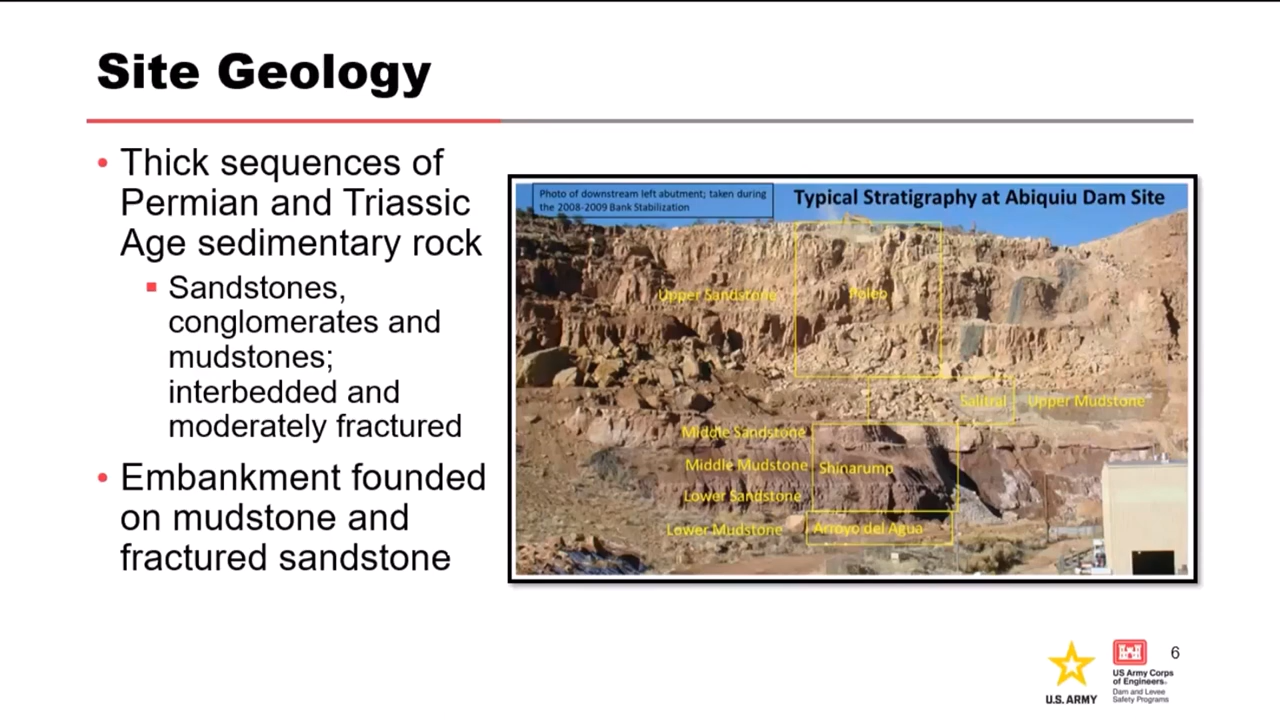 Site Geology
• Thick sequences of
Permian and Triassic
Age sedimentary rock
▪ Sandstones,
conglomerates and
mudstones;
interbedded and
moderately fractured
• Embankment founded
on mudstone and
fractured sandstone
Photo of downstream left abutment; taken during
the 2008-2009 Bank Stabilization
Typical Stratigraphy at Abiquiu Dam Site
Upper Sandstone
Poleo
Salitral
Upper Mudstone
Middle Sandstone
Middle Mudstone
Shinarump
Lower Sandstone
Lower Mudstone
Arroyo del Agua
U.S. ARMY
US Army Corps
of Engineers®
Dam and Levee
Safety Programs
6